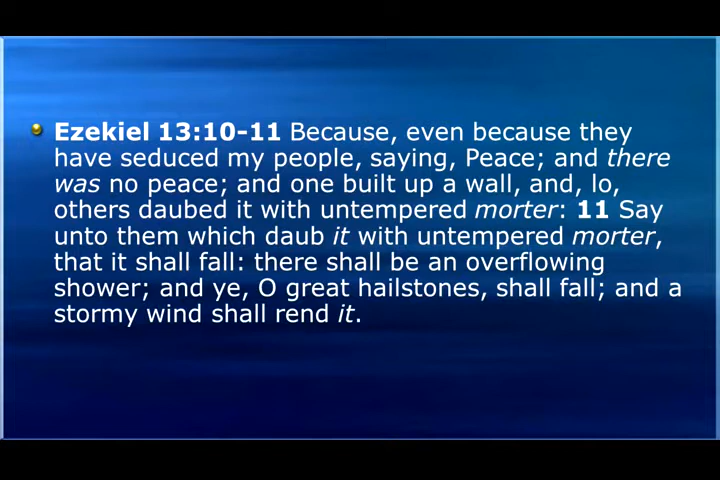 Ezekiel 13:10-11 Because, even because they
have seduced my people, saying, Peace; and there
was no peace; and one built up a wall, and, lo,
others daubed it with untempered morter: 11 Say
unto them which daub it with untempered morter,
that it shall fall: there shall be an overflowing
shower; and ye, O great hailstones, shall fall; and a
stormy wind shall rend it.